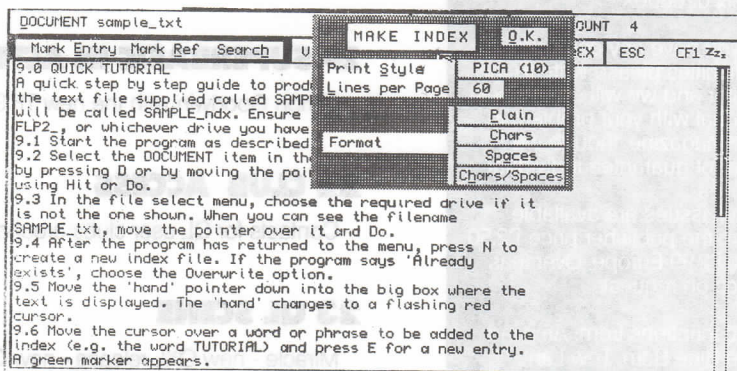 DOCUMENT sample_txt
OUNT 4
MAKE INDEX O.K.
Mark Entry Mark Ref Search U EX ESC CF1 Zzz
Print Style PICA (10)
Lines per Page 60
Format
Plain
Chars
Spaces
Chars/Spaces
9.0 QUICK TUTORIAL
A quick step by step guide to prod
the text file supplied called SAMP
will be called SAMPLE_ndx. Ensure
FLP2_, or whichever drive you have
9.1 Start the program as described
9.2 Select the DOCUMENT item in th
by pressing D or by moving the poi
using Hit or Do.
9.3 In the file select menu, choose the required drive if it
is not the one shown. When you can see the filename
SAMPLE_txt, move the pointer over it and Do.
9.4 After the program has returned to the menu, press N to
create a new index file. If the program says 'Already
exists', choose the Overwrite option.
9.5 Move the 'hand' pointer down into the big box where the
text is displayed. The 'hand' changes to a flashing red
cursor.
9.6 Move the cursor over a word or phrase to be added to the
index (e.g. the word TUTORIAL) and press E for a new entry.
A green marker appears.